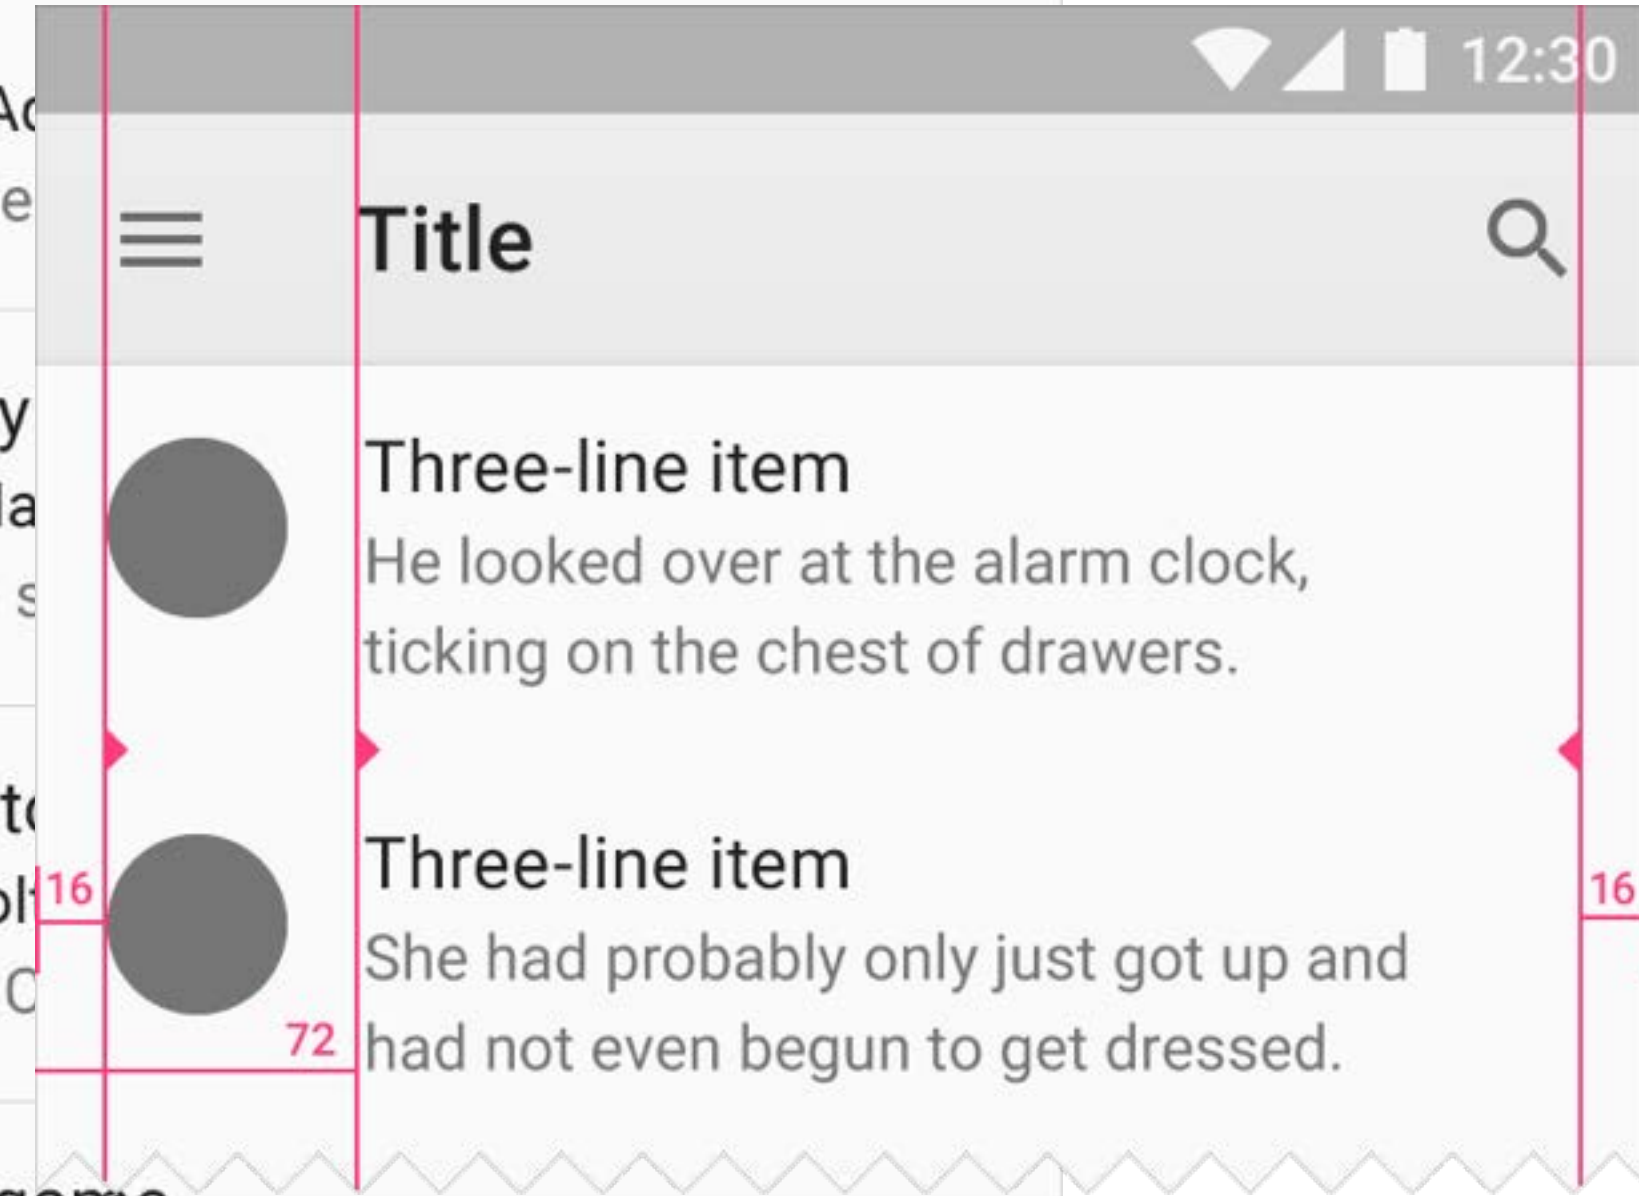 12:30
Title
Three-line item
He looked over at the alarm clock,
ticking on the chest of drawers.
Three-line item
16
16
She had probably only just got up and
72
had not even begun to get dressed.